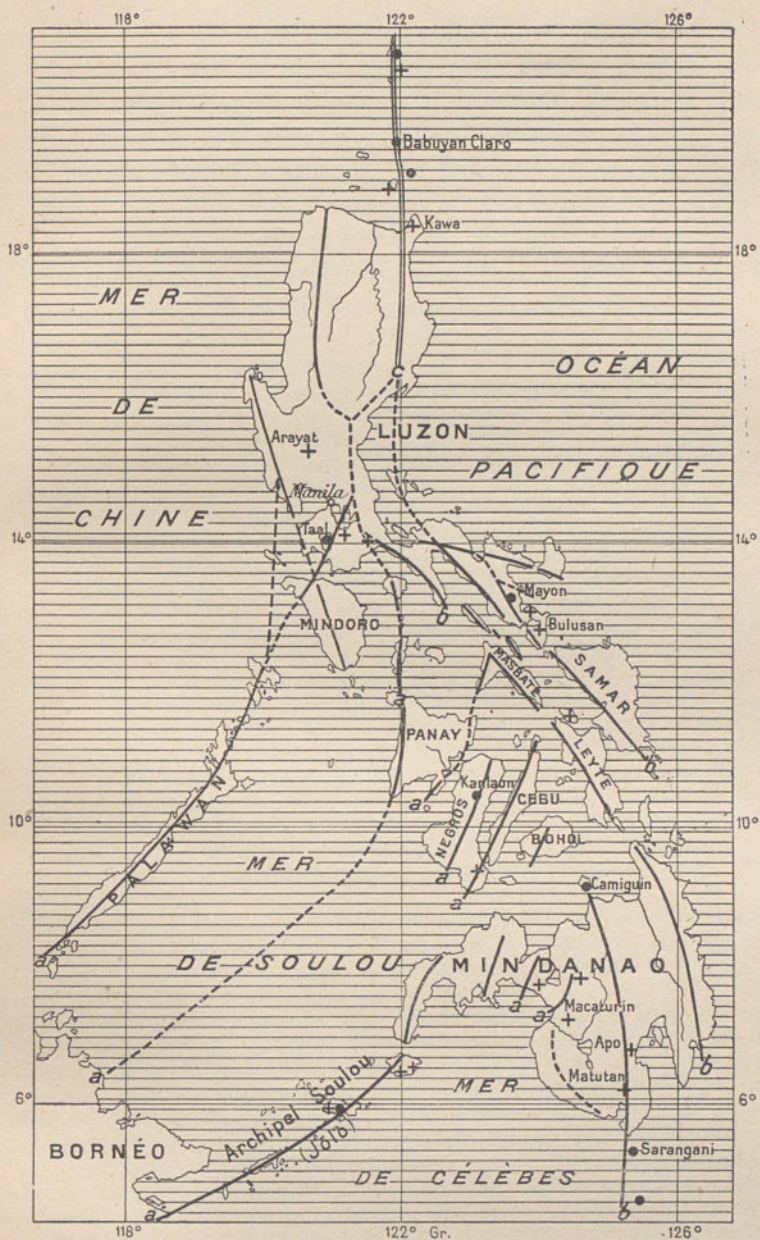 118°
122°
126°
Babuyan Claro
Kawa
18°
18°
MER
OCÉAN
c
DE
LUZON
Arayat
PACIFIQUE
Manila
CHINE
Taal
14°
14°
Mayon
b
Bulusan
MINDORO
MASBATE
SAMAR
PANAY
LEYTE
b
Kanlaon
a
CEBU
NEGROS
10°
10°
BOHOL
PALAWAN
MER
a
Camiguin
a
a
DE SOULOU
MINDANAO
a
a
Macaturin
Apo
a
MER
Matutan
b
6°
6°
Archipel Soulou
(Jólo)
BORNÉO
Sarangani
DE CÉLÈBES
a
b
118°
122° Gr.
126°